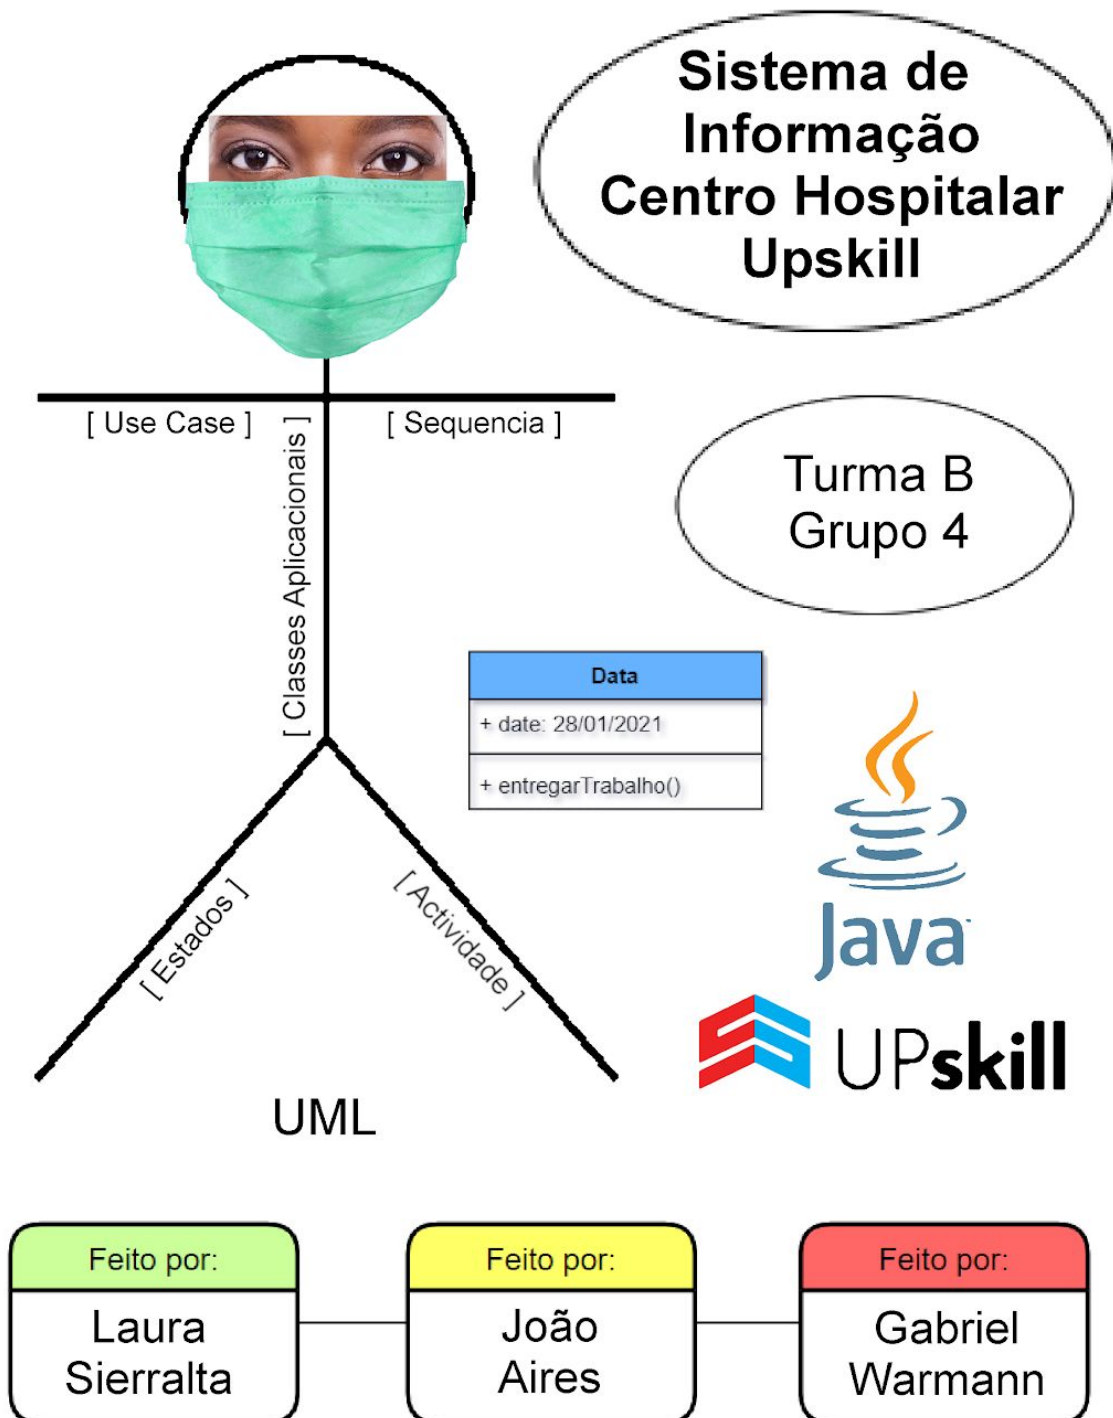 Sistema de
Informação
Centro Hospitalar
Upskill
[ Use Case ]
[ Sequencia ]
[ Classes Aplicacionais ]
Turma B
Grupo 4
Data
+ date: 28/01/2021
+ entregarTrabalho()
[ Estados ]
[ Actividade ]
Java
UPskill
UML
Feito por:
Laura
Sierralta
Feito por:
João
Aires
Feito por:
Gabriel
Warmann